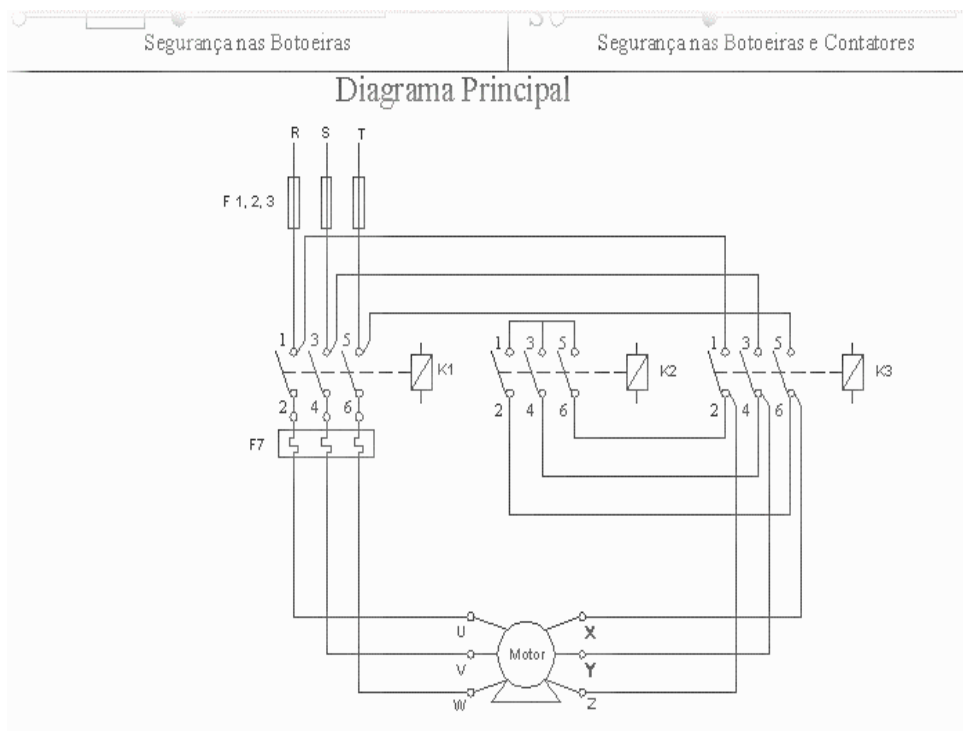 Segurança nas Botoeiras
S
Segurança nas Botoeiras e Contatores
Diagrama Principal
R S T
F 1, 2, 3
1 3 5 K1
2 4 6
1 3 5 K2
2 4 6
1 3 5 K3
2 4 6
F7
U
V
W
Motor
X
Y
Z